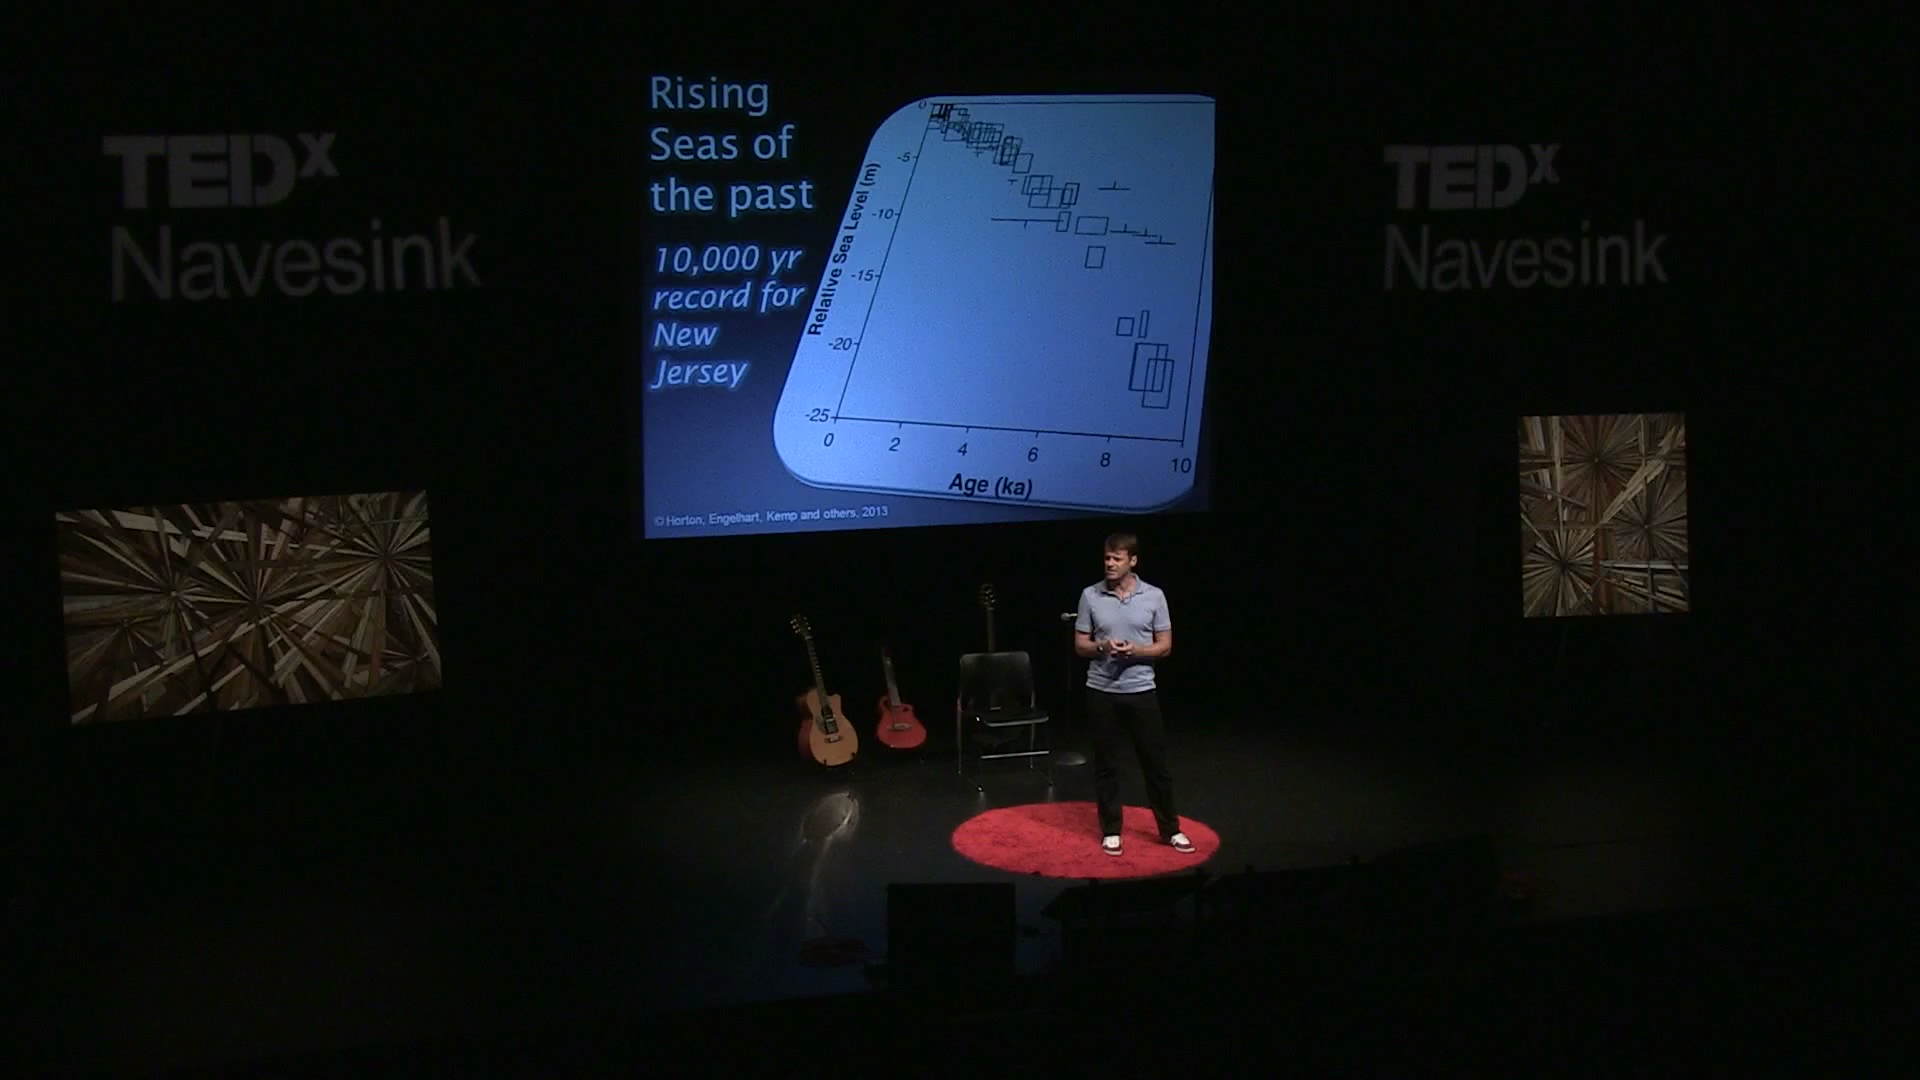 TEDx
Navesink
Rising
Seas of
the past
10,000 yr
record for
New
Jersey
Relative Sea Level (m)
0
-5
-10
-15
-20
-25
0 2 4 6 8 10
Age (ka)
© Horton, Engelhart, Kemp and others, 2013
TEDx
Navesink